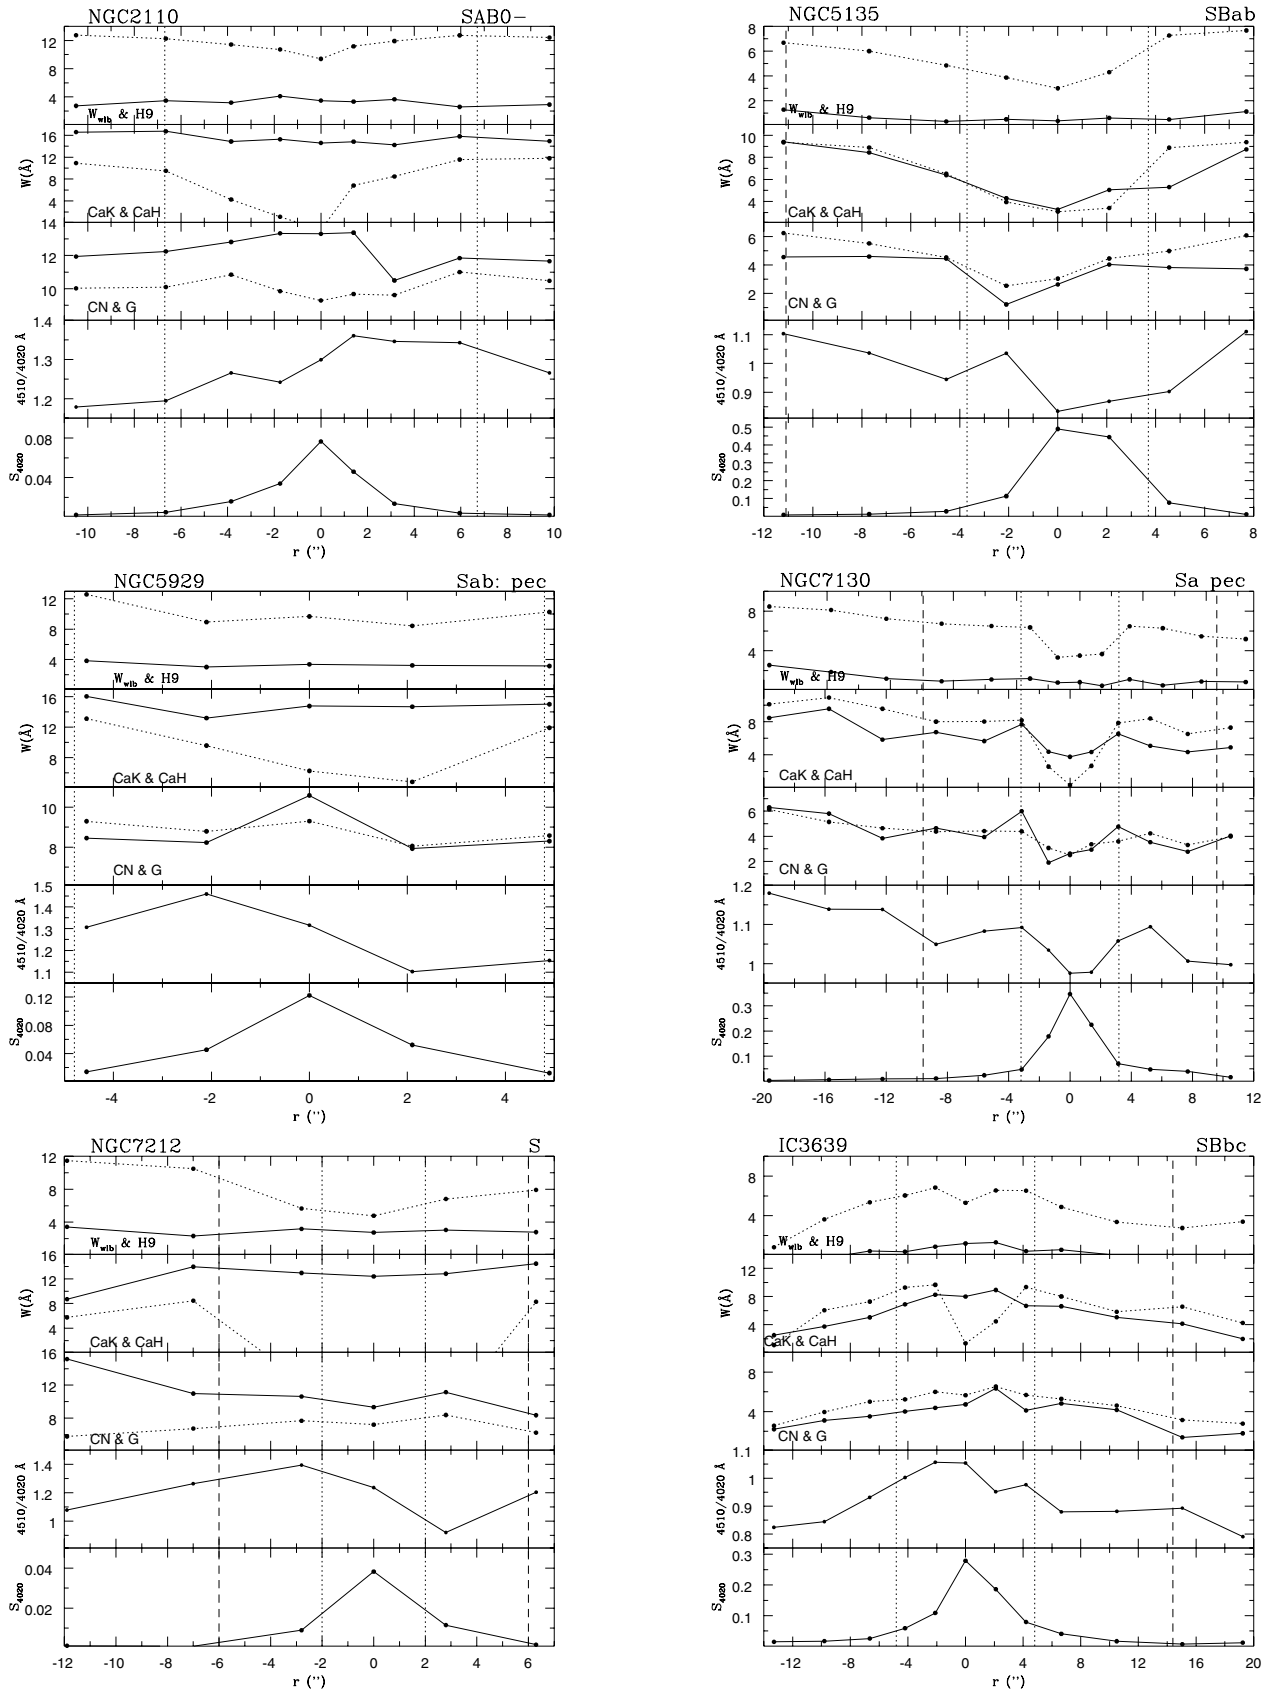 NGC2110 SAB0-
12
8
4
W_wlb & H9
16
12
8
4
W(Å)
CaK & CaH
14
12
10
CN & G
1.4
1.3
1.2
4510/4020 Å
0.08
0.04
S_4020
-10 -8 -6 -4 -2 0 2 4 6 8 10
r (")
NGC5135 SBab
8
6
4
2
W_wlb & H9
10
8
6
4
W(Å)
CaK & CaH
6
4
2
CN & G
1.1
1
0.9
4510/4020 Å
0.5
0.4
0.3
0.2
0.1
S_4020
-12 -10 -8 -6 -4 -2 0 2 4 6 8
r (")
NGC5929 Sab: pec
12
8
4
W_wlb & H9
16
12
8
W(Å)
CaK & CaH
10
8
CN & G
1.5
1.4
1.3
1.2
1.1
4510/4020 Å
0.12
0.08
0.04
S_4020
-4 -2 0 2 4
r (")
NGC7130 Sa pec
8
4
W_wlb & H9
8
4
W(Å)
CaK & CaH
6
4
2
CN & G
1.2
1.1
1
4510/4020 Å
0.3
0.2
0.1
S_4020
-20 -16 -12 -8 -4 0 4 8 12
r (")
NGC7212 S
12
8
4
W_wlb & H9
16
12
8
4
W(Å)
CaK & CaH
16
12
8
4
CN & G
1.4
1.2
1
4510/4020 Å
0.04
0.02
S_4020
-12 -10 -8 -6 -4 -2 0 2 4 6
r (")
IC3639 SBbc
8
4
W_wlb & H9
12
8
4
W(Å)
CaK & CaH
8
4
CN & G
1.1
1
0.9
0.8
4510/4020 Å
0.3
0.2
0.1
S_4020
-12 -8 -4 0 4 8 12 16 20
r (")